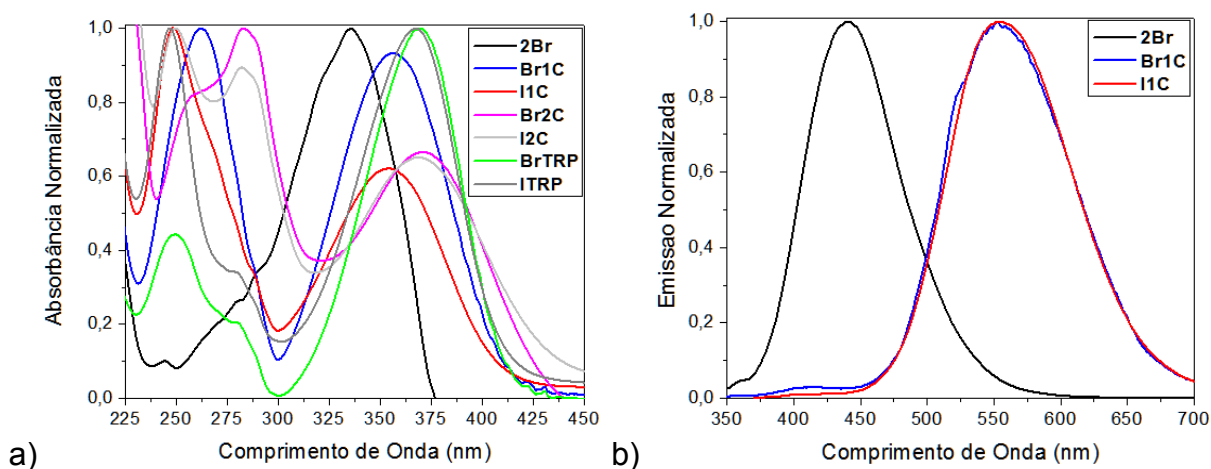 Absorbância Normalizada
1,0
0,8
0,6
0,4
0,2
0,0
225
250
275
300
325
350
375
400
425
450
Comprimento de Onda (nm)
2Br
Br1C
I1C
Br2C
I2C
BrTRP
ITRP
a)
Emissao Normalizada
1,0
0,8
0,6
0,4
0,2
0,0
350
400
450
500
550
600
650
700
Comprimento de Onda (nm)
2Br
Br1C
I1C
b)